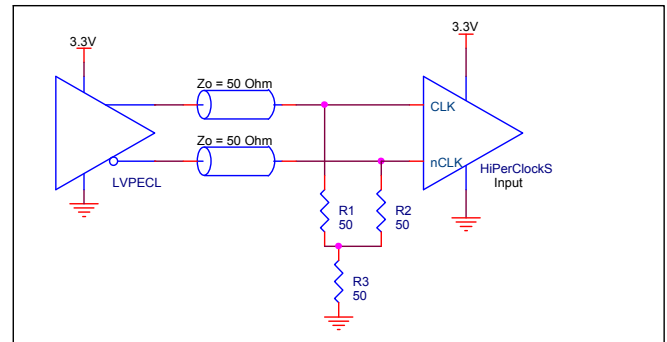 3.3V
3.3V
Zo = 50 Ohm
CLK
Zo = 50 Ohm
nCLK
LVPECL
HiPerClockS
Input
R1
50
R2
50
R3
50